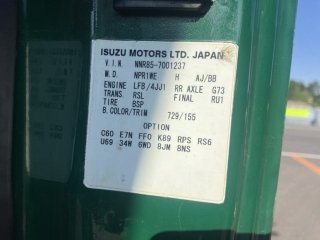 ISUZU MOTORS LTD. JAPAN
V.I.N. NNR85-7001237
M.D. NPR1WE H AJ/BB
ENGINE LFB/4JJ1 RR AXLE G73
TRANS. RSL FINAL RU1
TIRE BSP
B.COLOR/TRIM 729/155
OPTION
C60 E7N FF0 K89 RPS RS6
U69 34W 6WD 8JM 8NS